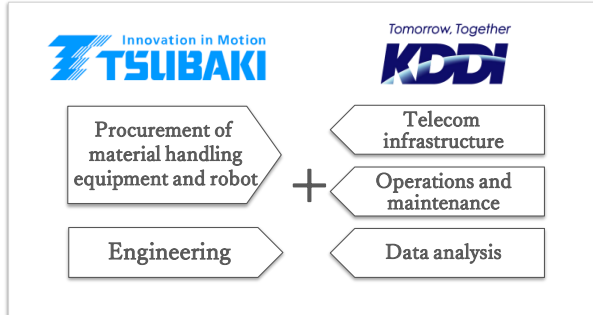 Innovation in Motion
TSUBAKI
Tomorrow, Together
KDDI
Procurement of
material handling
equipment and robot
Engineering
+
Telecom
infrastructure
Operations and
maintenance
Data analysis